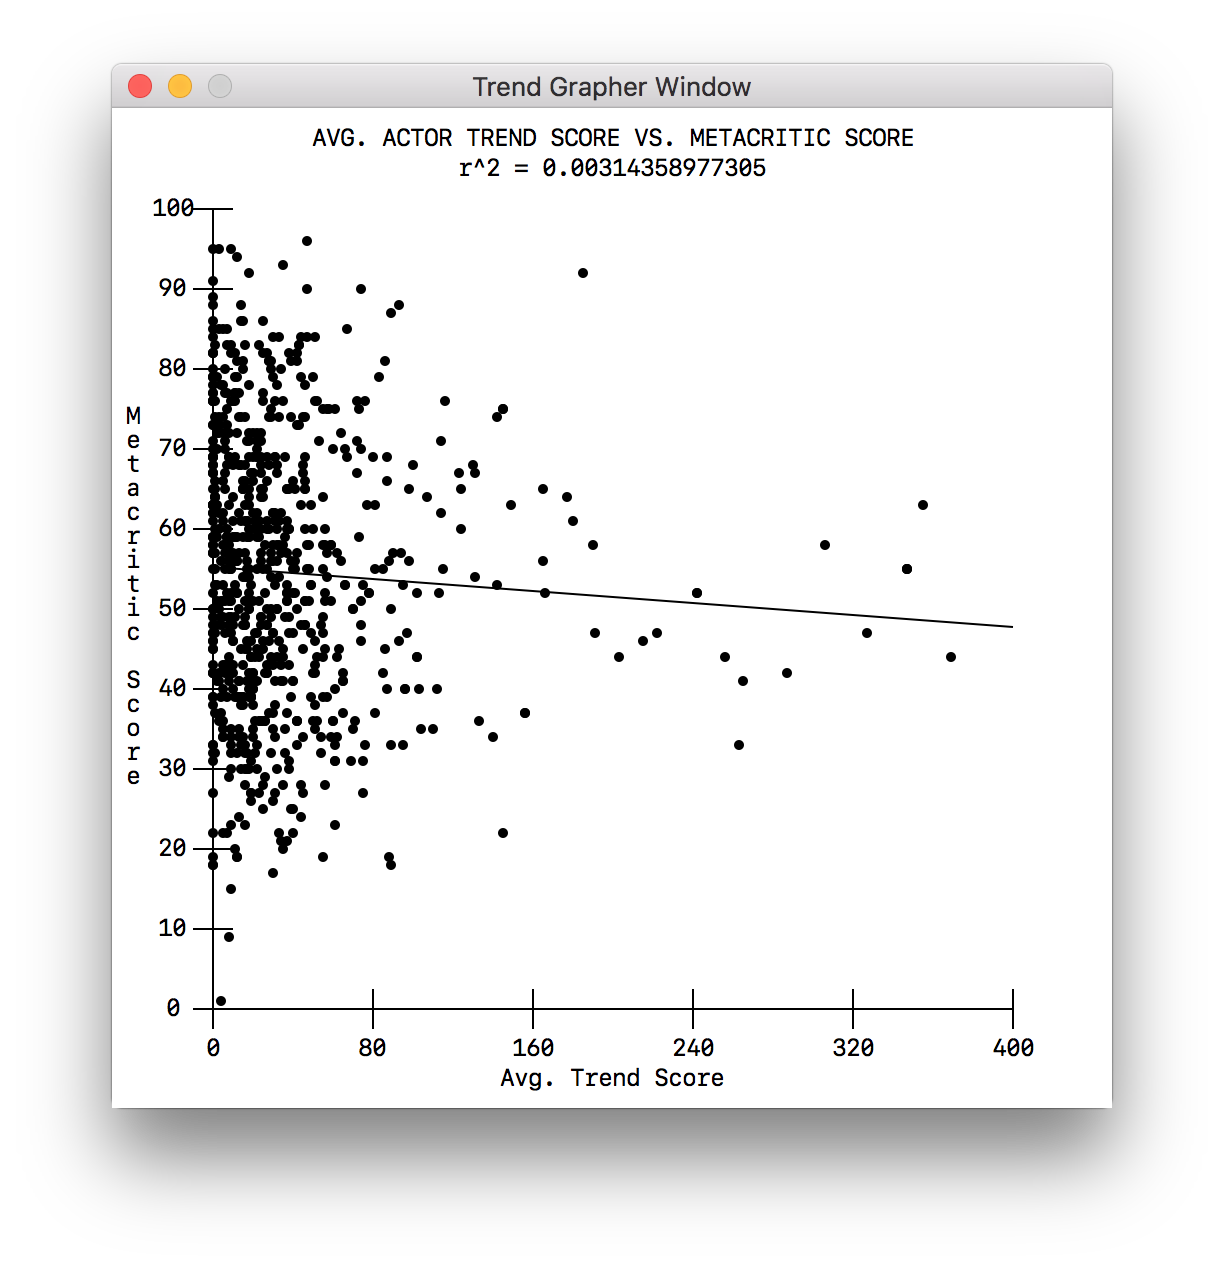 Trend Grapher Window
AVG. ACTOR TREND SCORE VS. METACRITIC SCORE
r^2 = 0.00314358977305
100
90
80
70
60
50
40
30
20
10
0
Metacritic Score
0 80 160 240 320 400
Avg. Trend Score